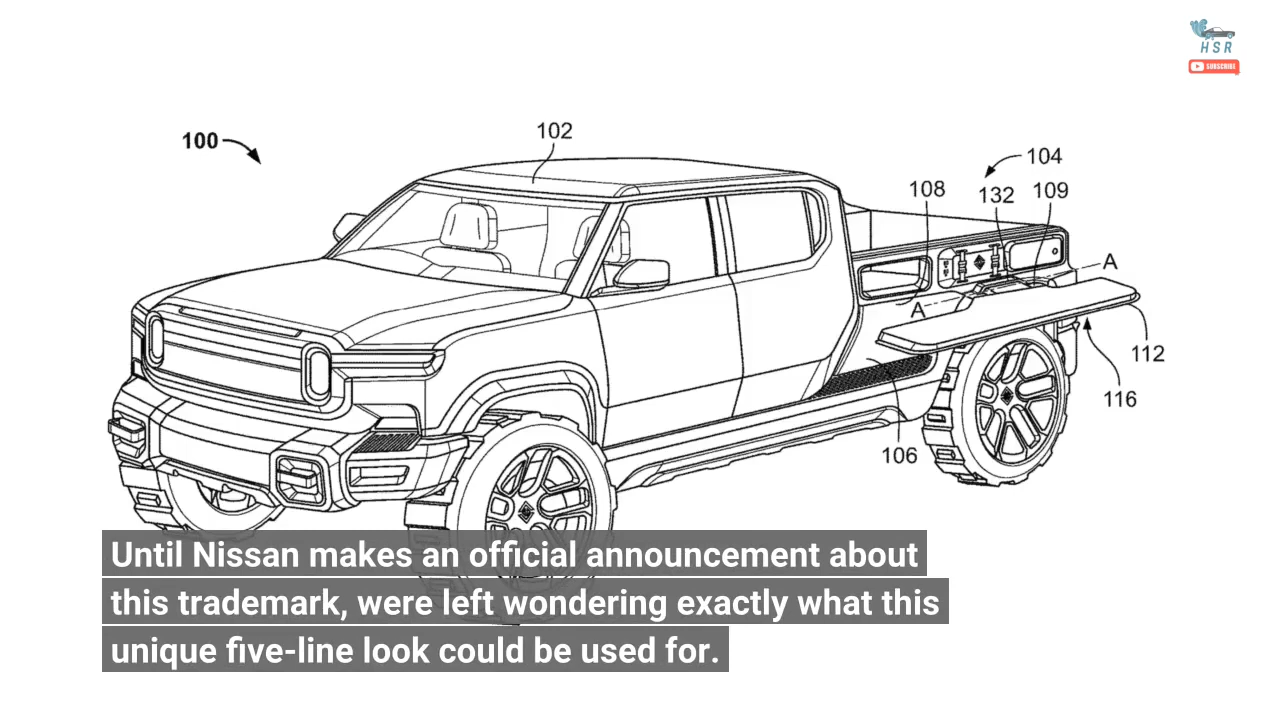 HSR
SUBSCRIBE
102
100
104
108
132
109
A
A
112
116
106
Until Nissan makes an official announcement about
this trademark, were left wondering exactly what this
unique five-line look could be used for.